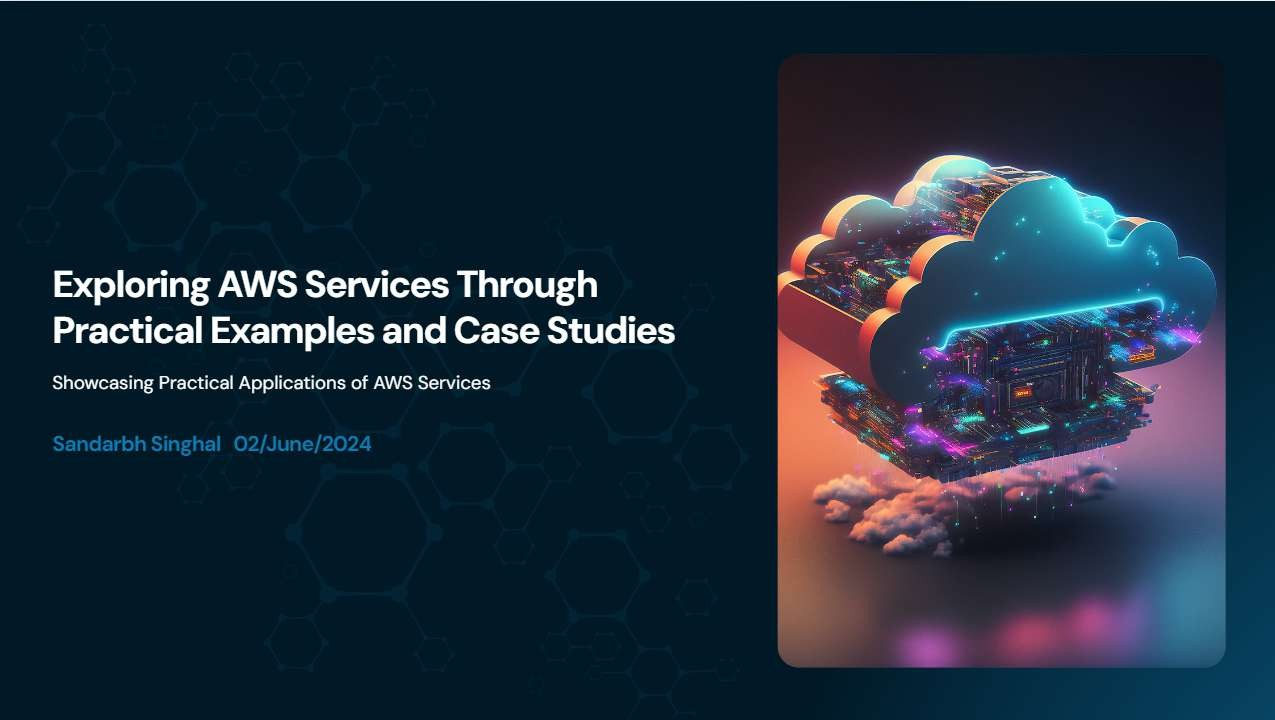 Exploring AWS Services Through
Practical Examples and Case Studies
Showcasing Practical Applications of AWS Services
Sandarbh Singhal 02/June/2024